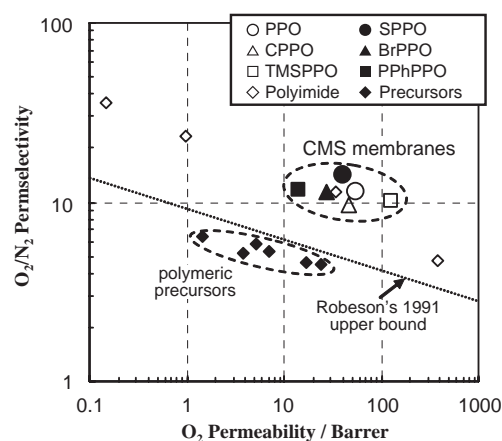 PPO
SPPO
CPPO
BrPPO
TMSPPO
PPhPPO
Polyimide
Precursors
100
10
1
O2/N2 Permselectivity
CMS membranes
polymeric
precursors
Robeson's 1991
upper bound
0.1
1
10
100
1000
O2 Permeability / Barrer